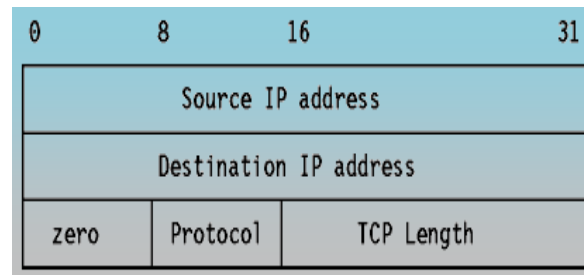 0 8 16 31
Source IP address
Destination IP address
zero Protocol TCP Length